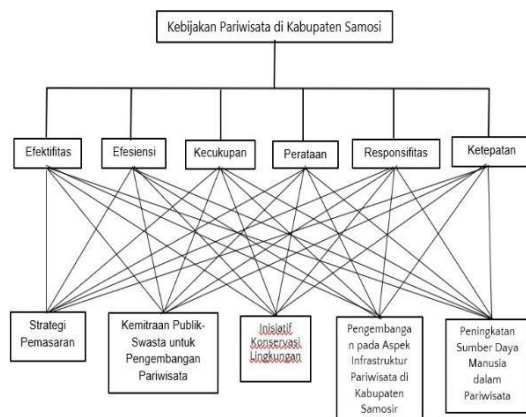 Kebijakan Pariwisata di Kabupaten Samosi
Efektifitas
Efesiensi
Kecukupan
Perataan
Responsifitas
Ketepatan
Strategi
Pemasaran
Kemitraan Publik-
Swasta untuk
Pengembangan
Pariwisata
Inisiatif
Konservasi
Lingkungan
Pengembanga
n pada Aspek
Infrastruktur
Pariwisata di
Kabupaten
Samosir
Peningkatan
Sumber Daya
Manusia
dalam
Pariwisata